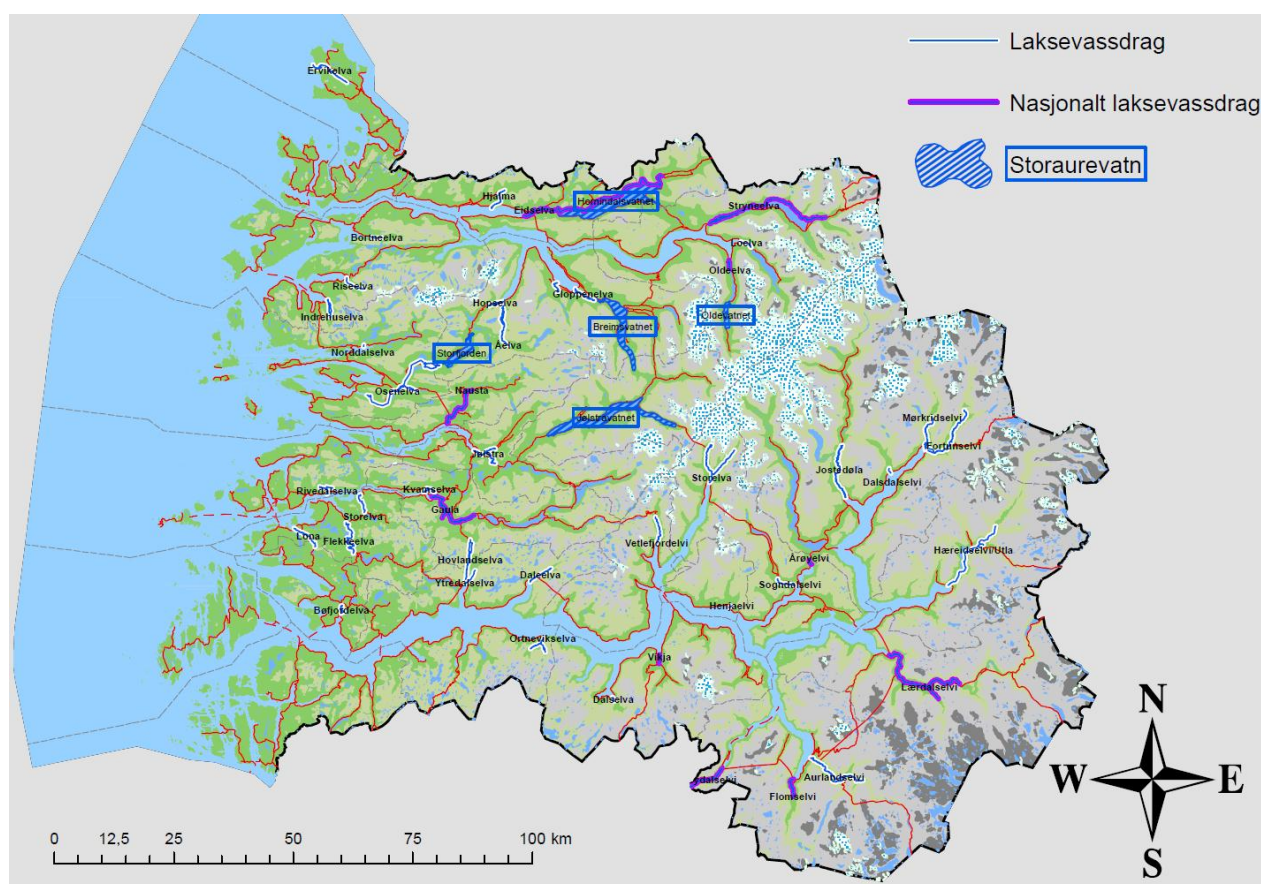 Laksevassdrag
Nasjonalt laksevassdrag
Storaurevatn
Ervikelva
Hjalma
Hornindalsvatnet
Eidselva
Stryneelva
Bortneelva
Loelva
Oldeelva
Riseelva
Gloppenelva
Hopselva
Indrehuselva
Oldevatnet
Breimsvatnet
Norddalselva
Åelva
Storfjorden
Osenelva
Nausta
Jølstravatnet
Mørkridselvi
Fortunselvi
Jølstra
Jostedøla
Storelva
Dalsdalselvi
Rivedalselva
Kvamselva
Storelva
Gaula
Lona
Flekkeelva
Vetlefjordelvi
Hæreidselvi/Utla
Hovlandselva
Årøyelvi
Daleelva
Ytredalselva
Soghdalselvi
Bøfjordelva
Henjaelvi
Ortnevikselva
Vikja
Lærdalselvi
Dalselva
Aurlandselvi
Flomselvi
N
W
E
S
0 12,5 25 50 75 100 km